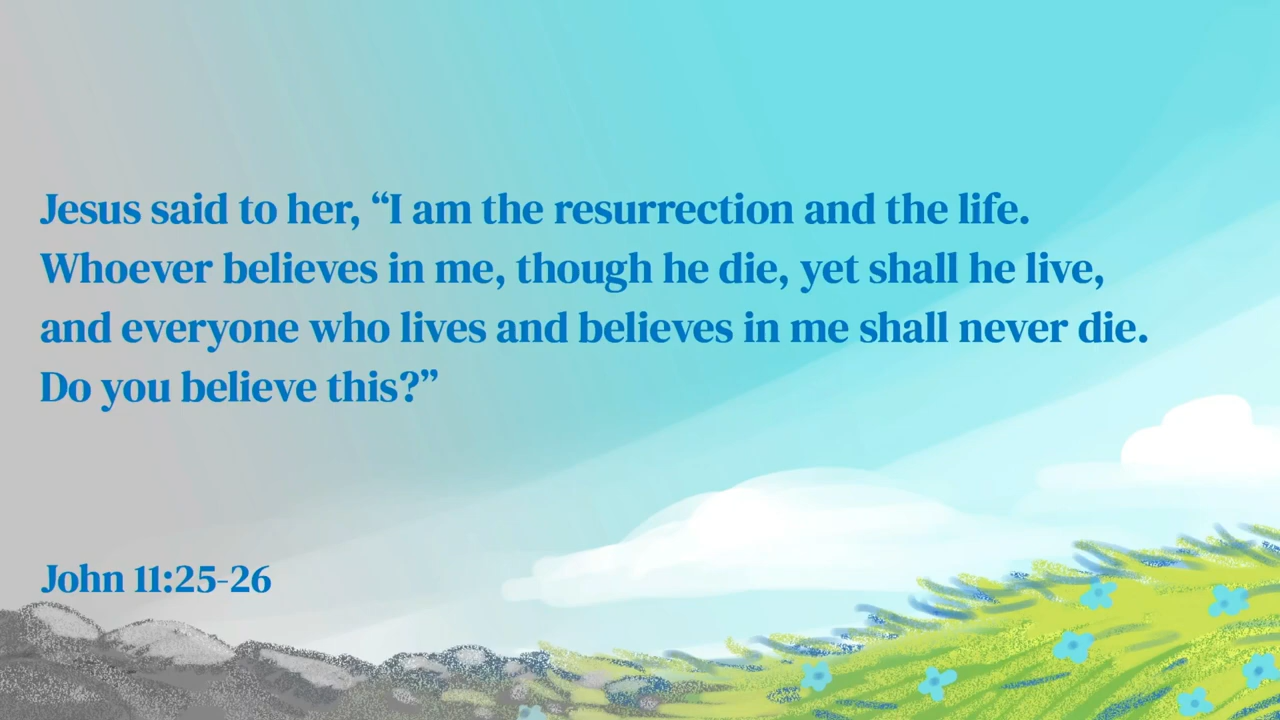 Jesus said to her, “I am the resurrection and the life.
Whoever believes in me, though he die, yet shall he live,
and everyone who lives and believes in me shall never die.
Do you believe this?”
John 11:25-26